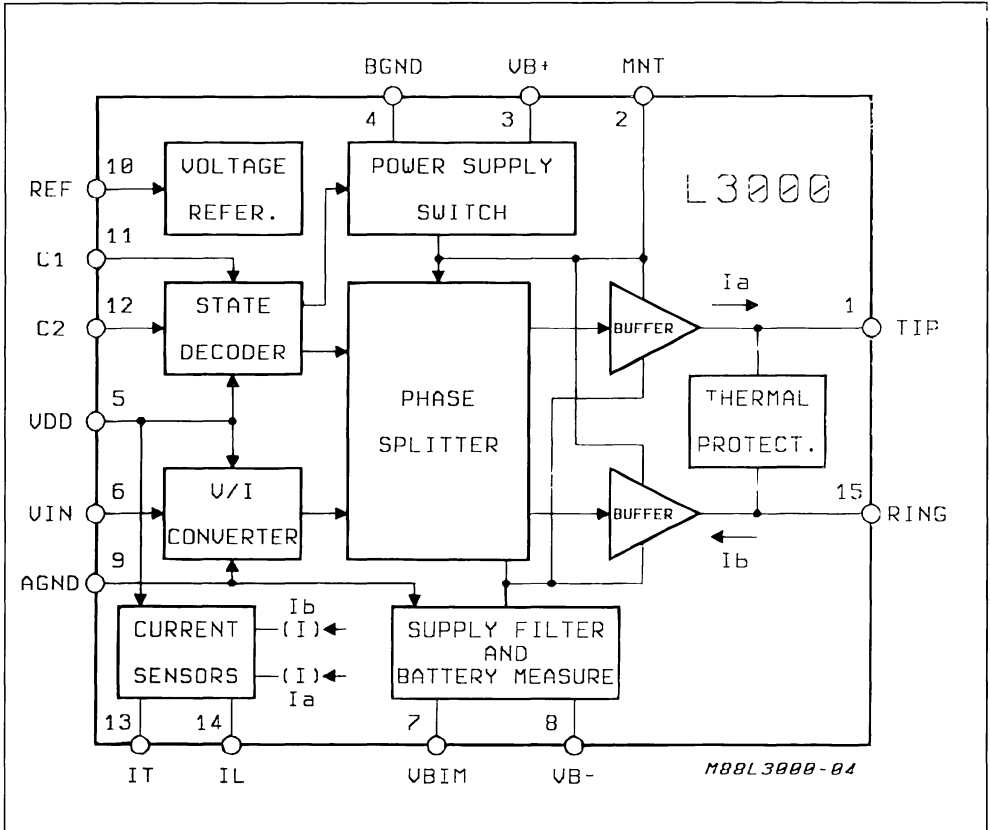 BGND VB+ MNT
4 3 2
10 VOLTAGE POWER SUPPLY
REF REFER. SWITCH L3000
11
C1
12 STATE Ia
C2 DECODER BUFFER 1 TIP
5 PHASE THERMAL
VDD SPLITTER PROTECT.
6 V/I 15
VIN CONVERTER BUFFER RING
9 Ib
AGND
CURRENT Ib SUPPLY FILTER
(I) AND
SENSORS (I) BATTERY MEASURE
Ia
13 14 7 8
IT IL VBIM VB-
M88L3000-04